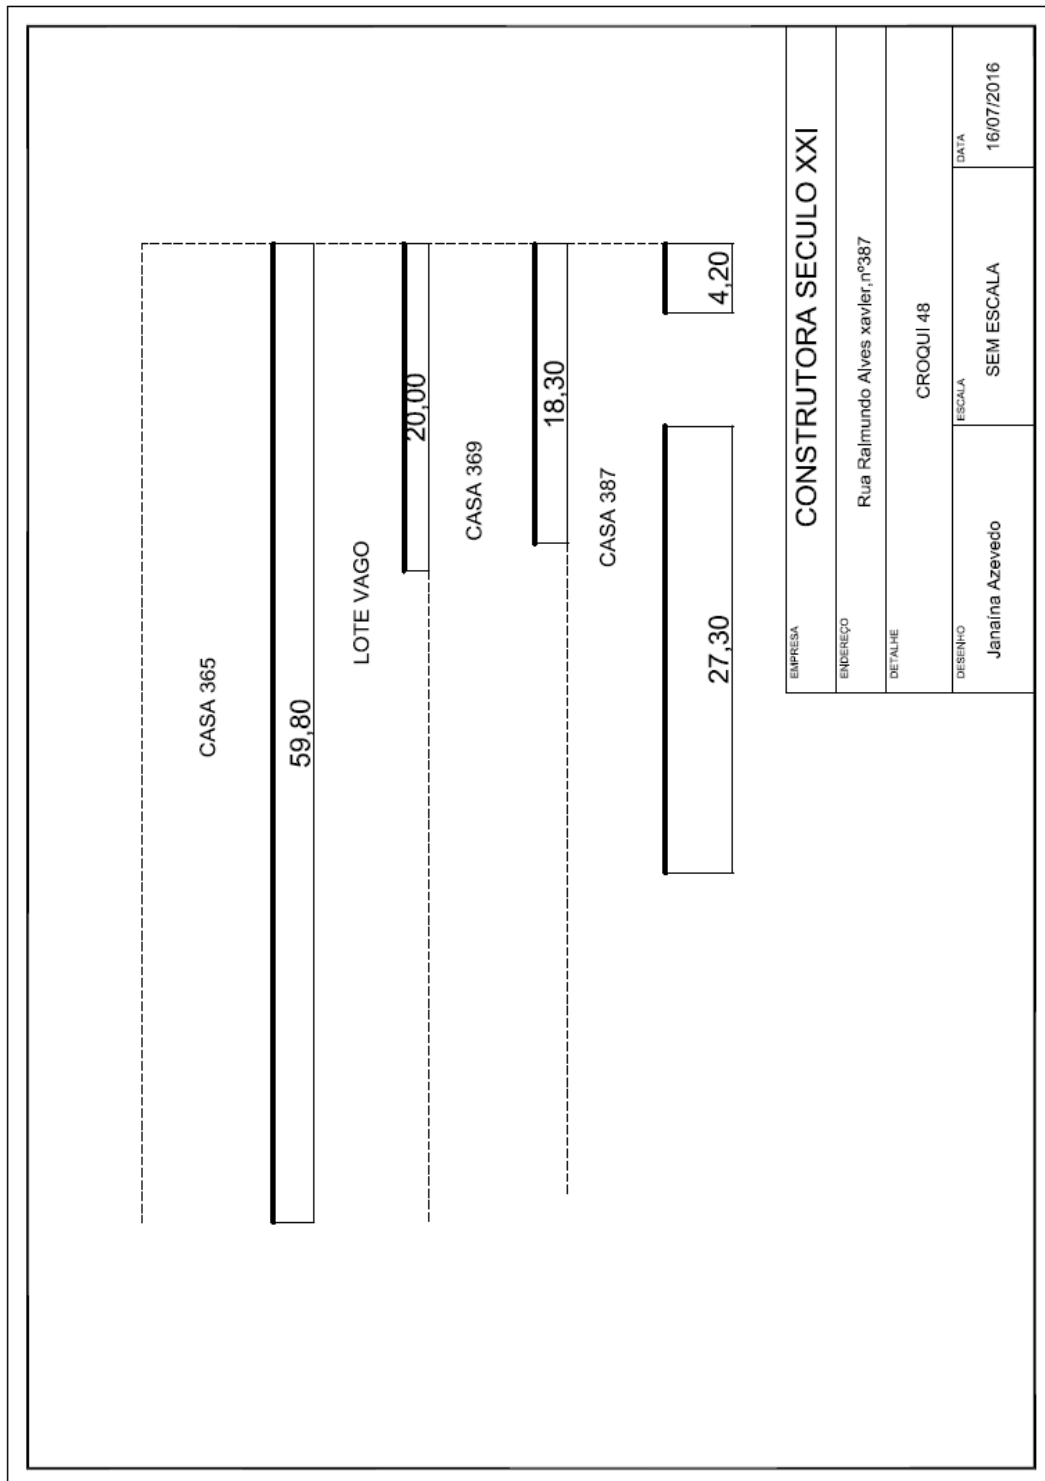 CASA 365
59,80
LOTE VAGO
20,00
CASA 369
18,30
CASA 387
27,30
4,20
EMPRESA
CONSTRUTORA SECULO XXI
ENDEREÇO
Rua Raimundo Alves xavier,nº387
DETALHE
CROQUI 48
DESENHO
Janaína Azevedo
ESCALA
SEM ESCALA
DATA
16/07/2016